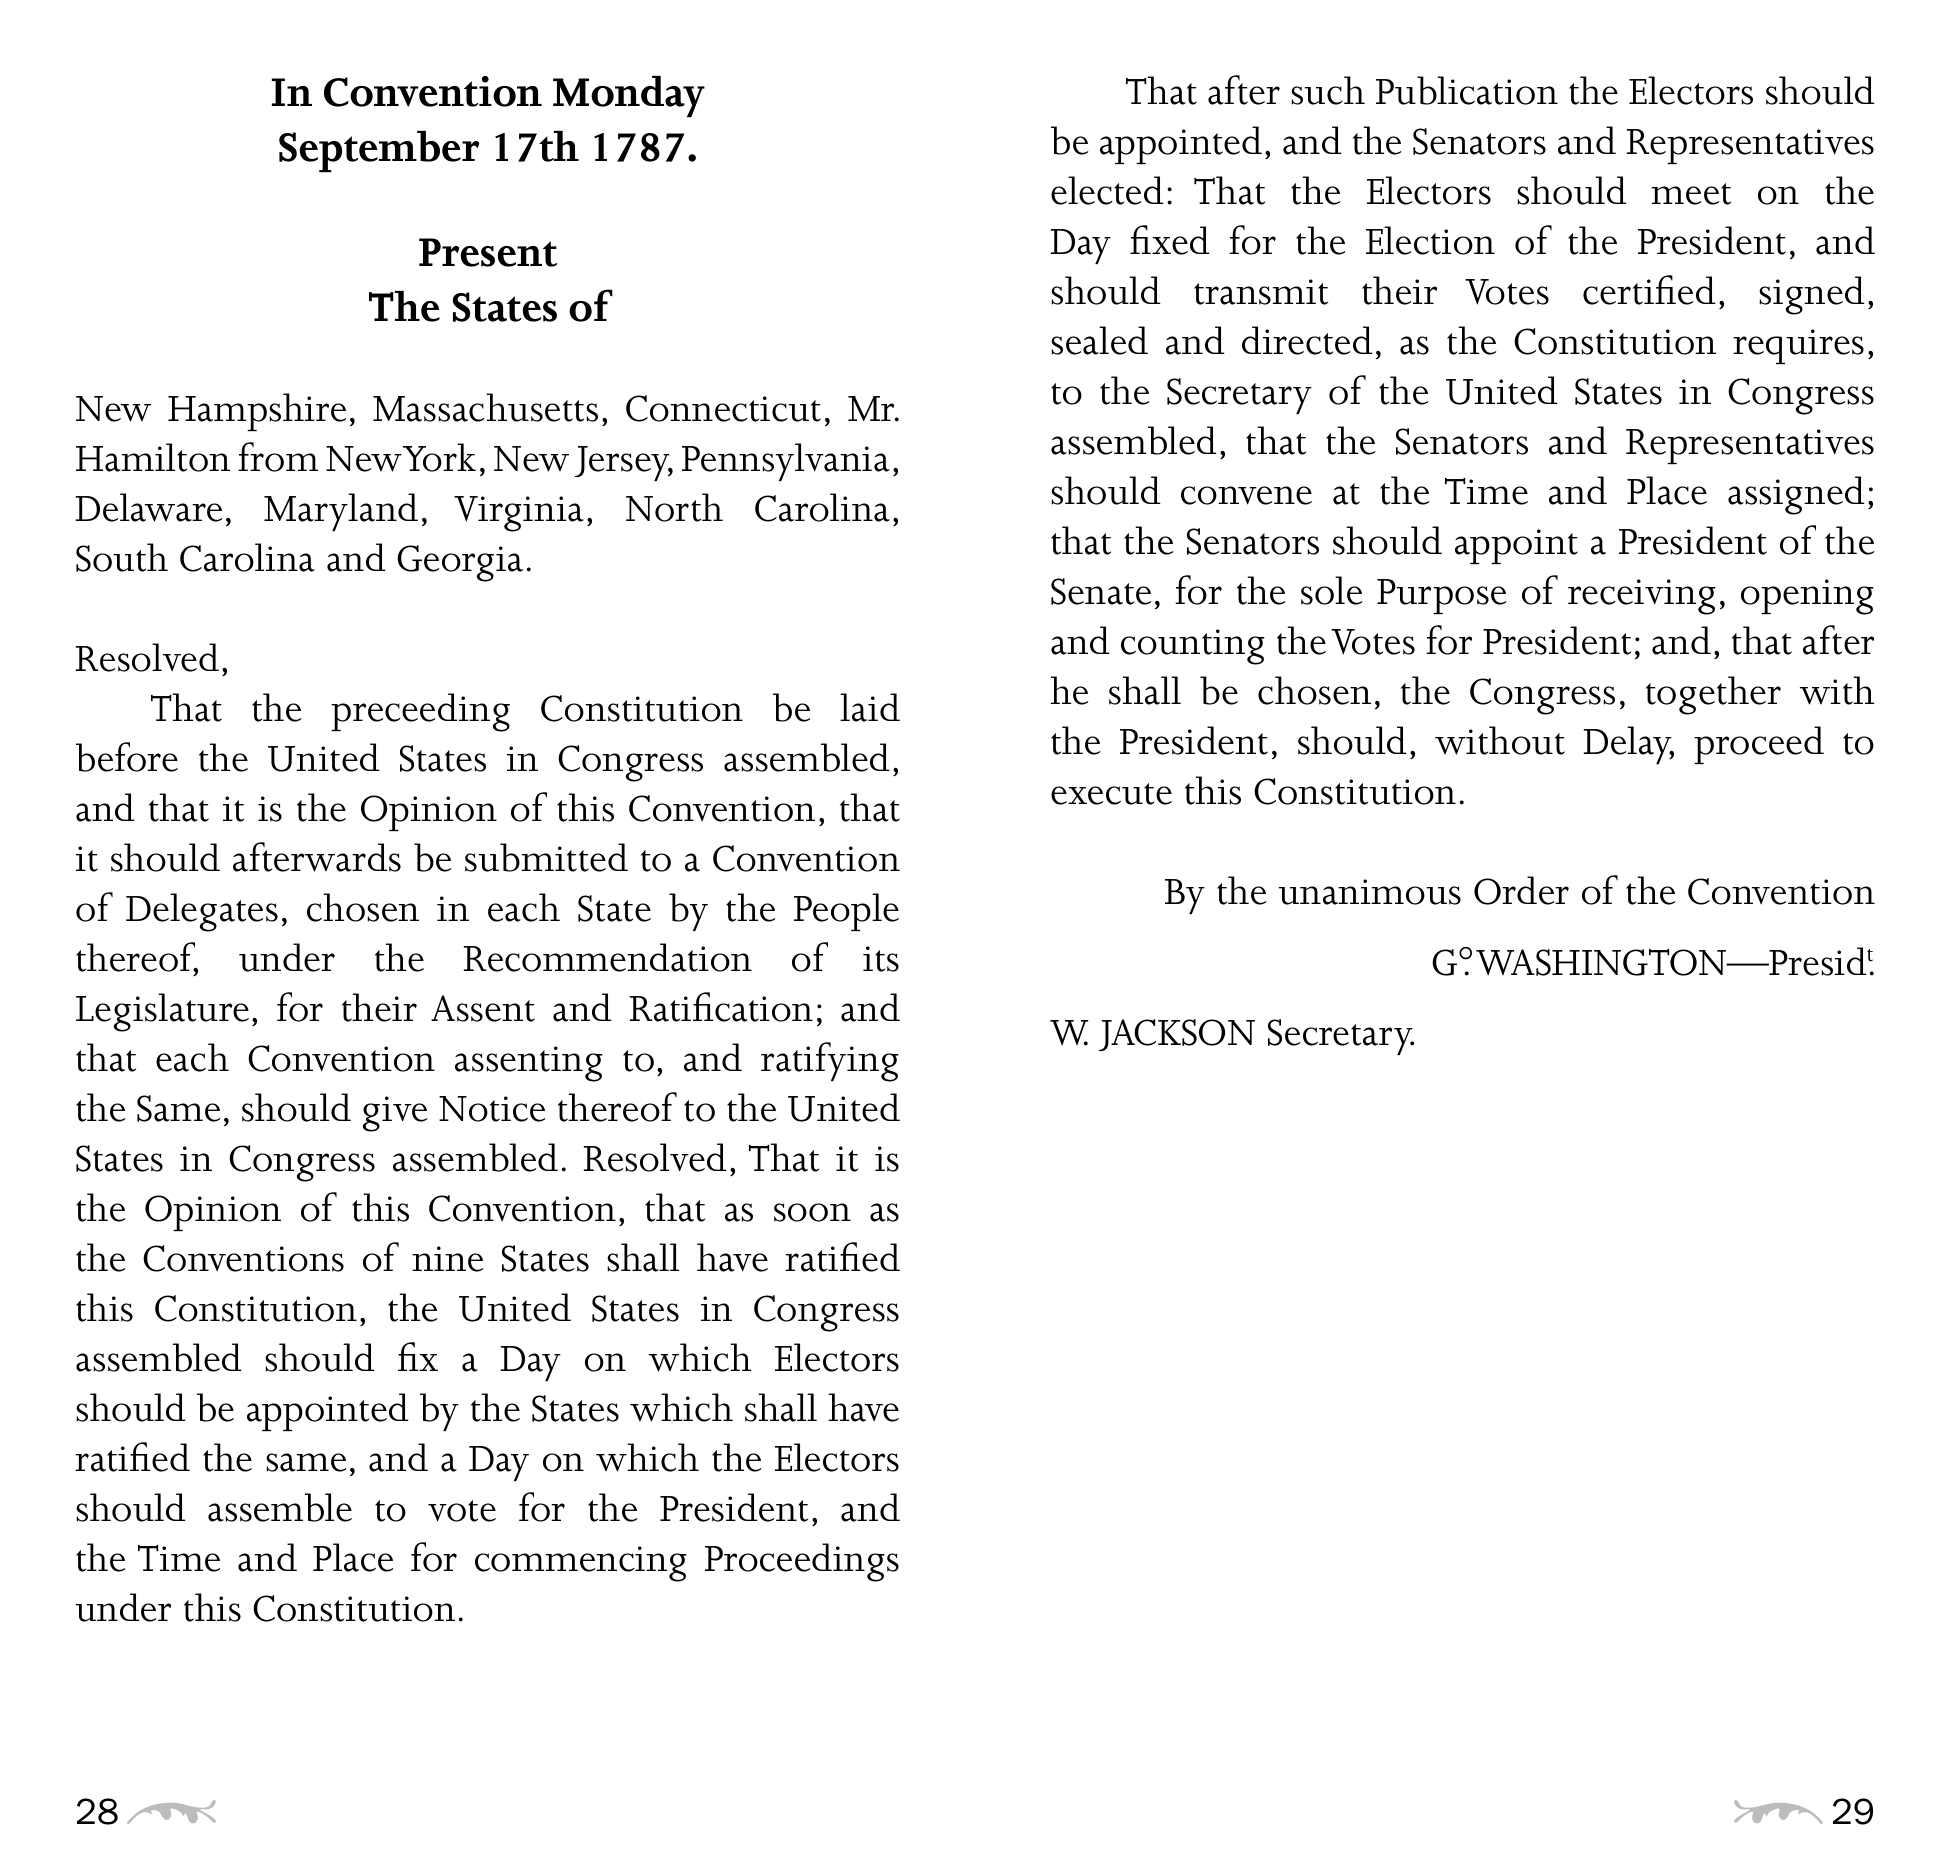 In Convention Monday
September 17th 1787.
Present
The States of
New Hampshire, Massachusetts, Connecticut, Mr.
Hamilton from New York, New Jersey, Pennsylvania,
Delaware, Maryland, Virginia, North Carolina,
South Carolina and Georgia.
Resolved,
That the preceeding Constitution be laid
before the United States in Congress assembled,
and that it is the Opinion of this Convention, that
it should afterwards be submitted to a Convention
of Delegates, chosen in each State by the People
thereof, under the Recommendation of its
Legislature, for their Assent and Ratification; and
that each Convention assenting to, and ratifying
the Same, should give Notice thereof to the United
States in Congress assembled. Resolved, That it is
the Opinion of this Convention, that as soon as
the Conventions of nine States shall have ratified
this Constitution, the United States in Congress
assembled should fix a Day on which Electors
should be appointed by the States which shall have
ratified the same, and a Day on which the Electors
should assemble to vote for the President, and
the Time and Place for commencing Proceedings
under this Constitution.
28
That after such Publication the Electors should
be appointed, and the Senators and Representatives
elected: That the Electors should meet on the
Day fixed for the Election of the President, and
should transmit their Votes certified, signed,
sealed and directed, as the Constitution requires,
to the Secretary of the United States in Congress
assembled, that the Senators and Representatives
should convene at the Time and Place assigned;
that the Senators should appoint a President of the
Senate, for the sole Purpose of receiving, opening
and counting the Votes for President; and, that after
he shall be chosen, the Congress, together with
the President, should, without Delay, proceed to
execute this Constitution.
By the unanimous Order of the Convention
Gº. WASHINGTON—Presidᵗ.
W. JACKSON Secretary.
29